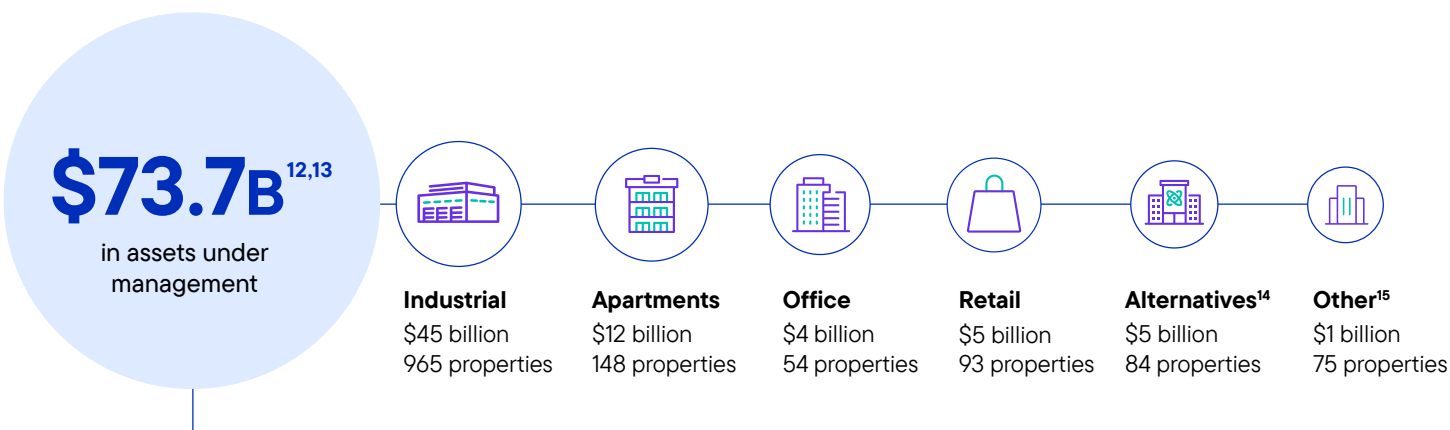 $73.7B12,13
in assets under
management
Industrial
$45 billion
965 properties
Apartments
$12 billion
148 properties
Office
$4 billion
54 properties
Retail
$5 billion
93 properties
Alternatives14
$5 billion
84 properties
Other15
$1 billion
75 properties